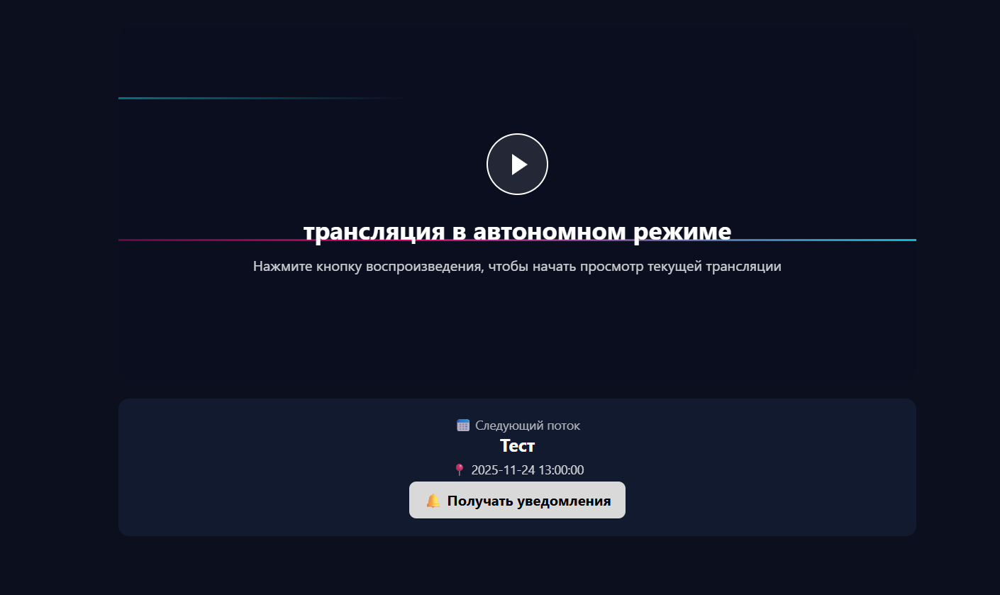 трансляция в автономном режиме
Нажмите кнопку воспроизведения, чтобы начать просмотр текущей трансляции
Следующий поток
Тест
2025-11-24 13:00:00
Получать уведомления